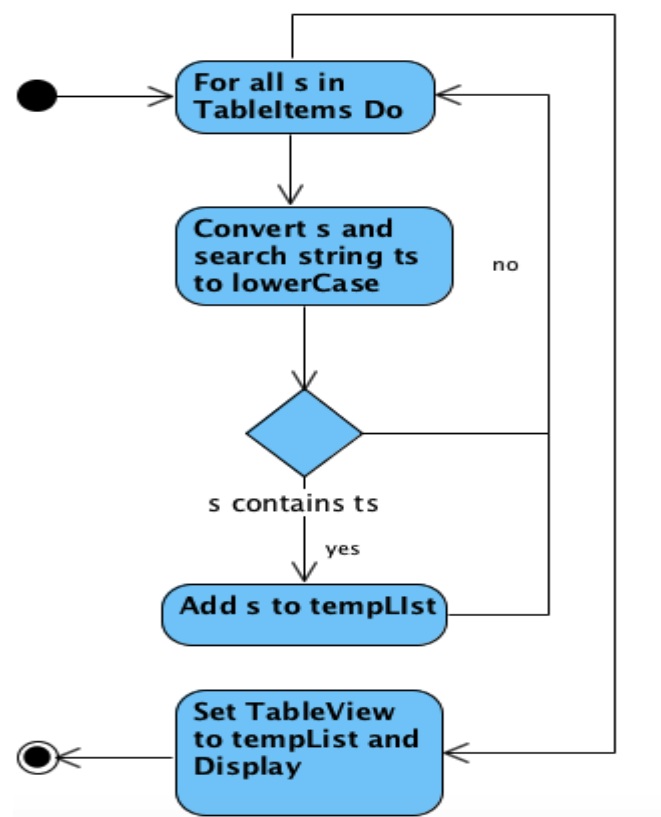 For all s in
TableItems Do
Convert s and
search string ts
to lowerCase
no
s contains ts
yes
Add s to tempLIst
Set TableView
to tempList and
Display